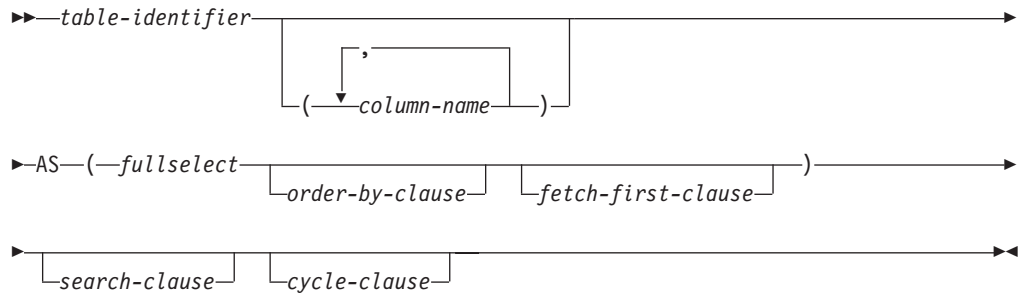 table-identifier
,
( column-name )
AS ( fullselect )
order-by-clause fetch-first-clause
search-clause cycle-clause